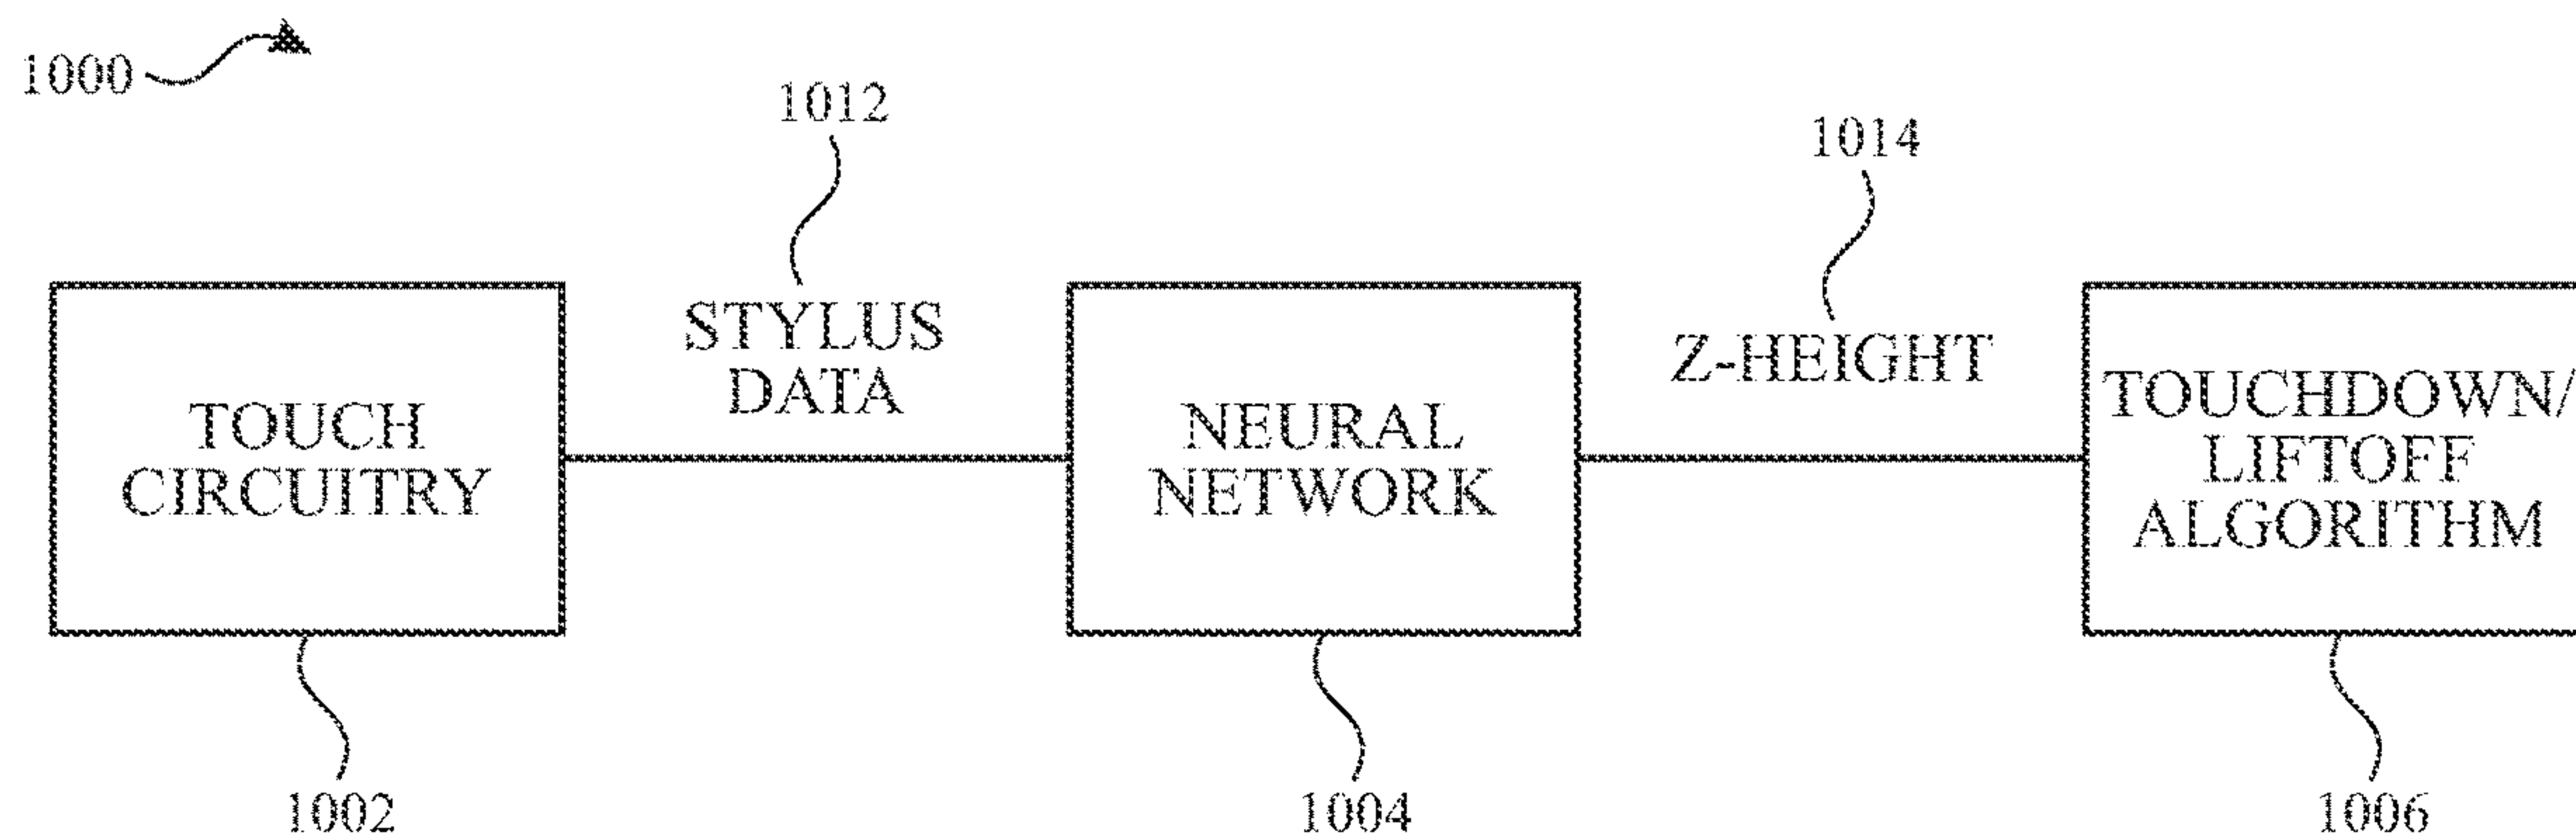 1000
1012
1014
STYLUS
DATA
Z-HEIGHT
TOUCH
CIRCUITRY
NEURAL
NETWORK
TOUCHDOWN/
LIFTOFF
ALGORITHM
1002
1004
1006